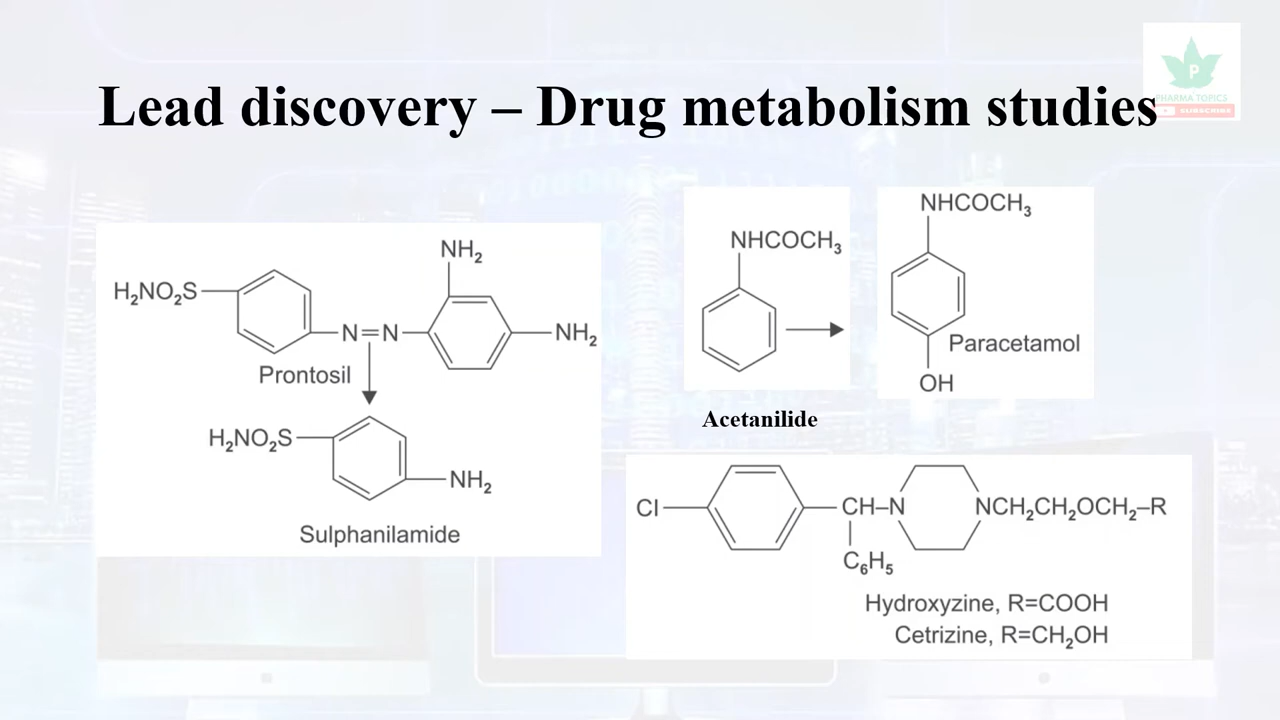 Lead discovery – Drug metabolism studies
P
PHARMA TOPICS
SUBSCRIBE
NH₂
H₂NO₂S
N=N
NH₂
Prontosil
H₂NO₂S
NH₂
Sulphanilamide
NHCOCH₃
Acetanilide
NHCOCH₃
Paracetamol
OH
Cl
CH–N
NCH₂CH₂OCH₂–R
C₆H₅
Hydroxyzine, R=COOH
Cetrizine, R=CH₂OH